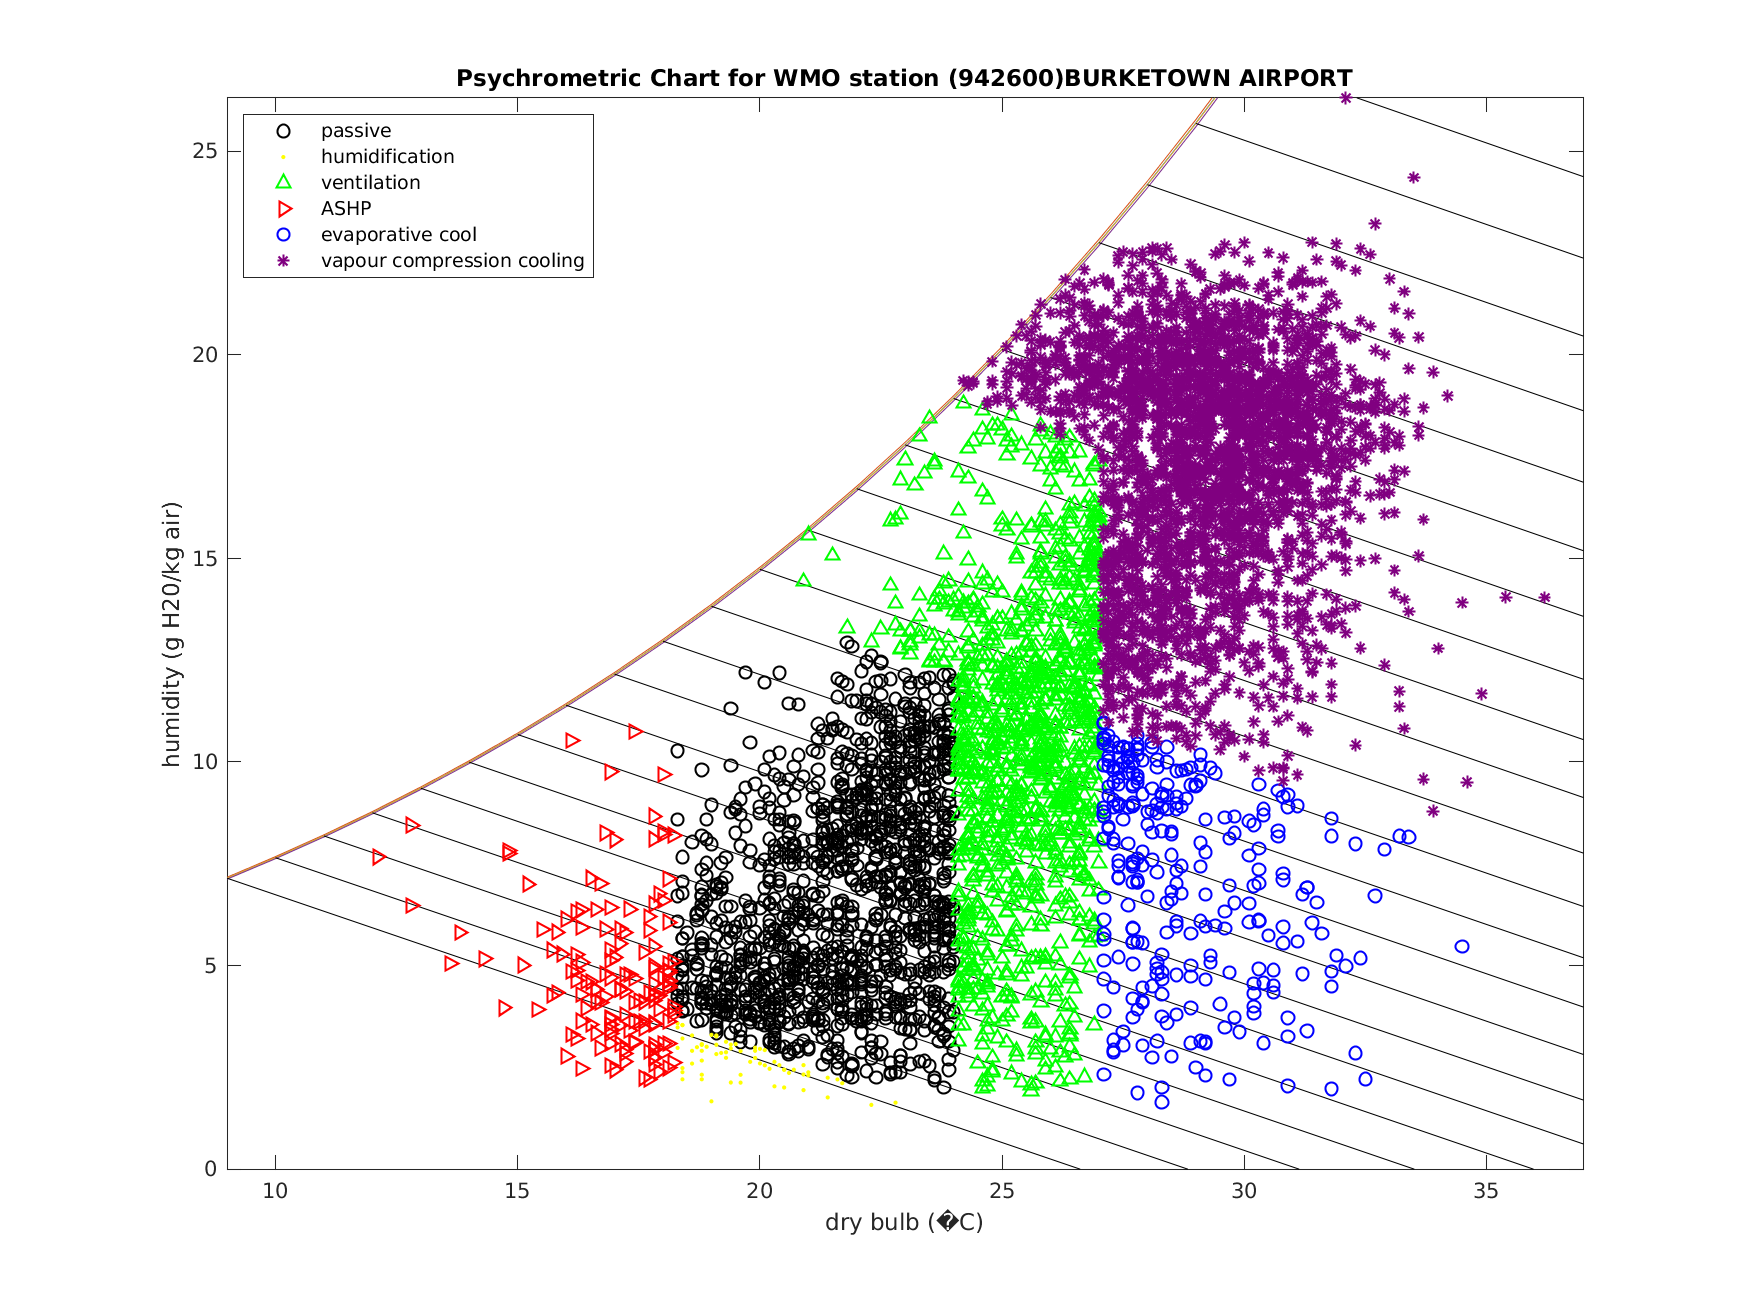 Psychrometric Chart for WMO station (942600)BURKETOWN AIRPORT
passive
humidification
ventilation
ASHP
evaporative cool
vapour compression cooling
humidity (g H20/kg air)
25
20
15
10
5
0
10 15 20 25 30 35
dry bulb (�C)